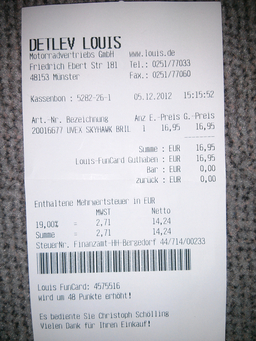 DETLEV LOUIS
Motorradvertriebs GmbH www.louis.de
Friedrich Ebert Str 181 Tel.: 0251/77033
48153 Münster Fax.: 0251/77060
Kassenbon : 5282-26-1 05.12.2012 15:15:52
Art.-Nr. Bezeichnung Anz E.-Preis G.-Preis
20016677 UVEX SKYHAWK BRIL 1 16,95 16,95
Summe : EUR 16,95
Louis-FunCard Guthaben : EUR 16,95
Bar : EUR 0,00
Zurück : EUR 0,00
Enthaltene Mehrwertsteuer in EUR
MWST Netto
19,00% = 2,71 14,24
Summe = 2,71 14,24
SteuerNr. Finanzamt-HH-Bergedorf 44/714/00233
Louis FunCard: 4575516
wird um 48 Punkte erhöht!
Es bediente Sie Christoph Schölling
Vielen Dank für Ihren Einkauf!